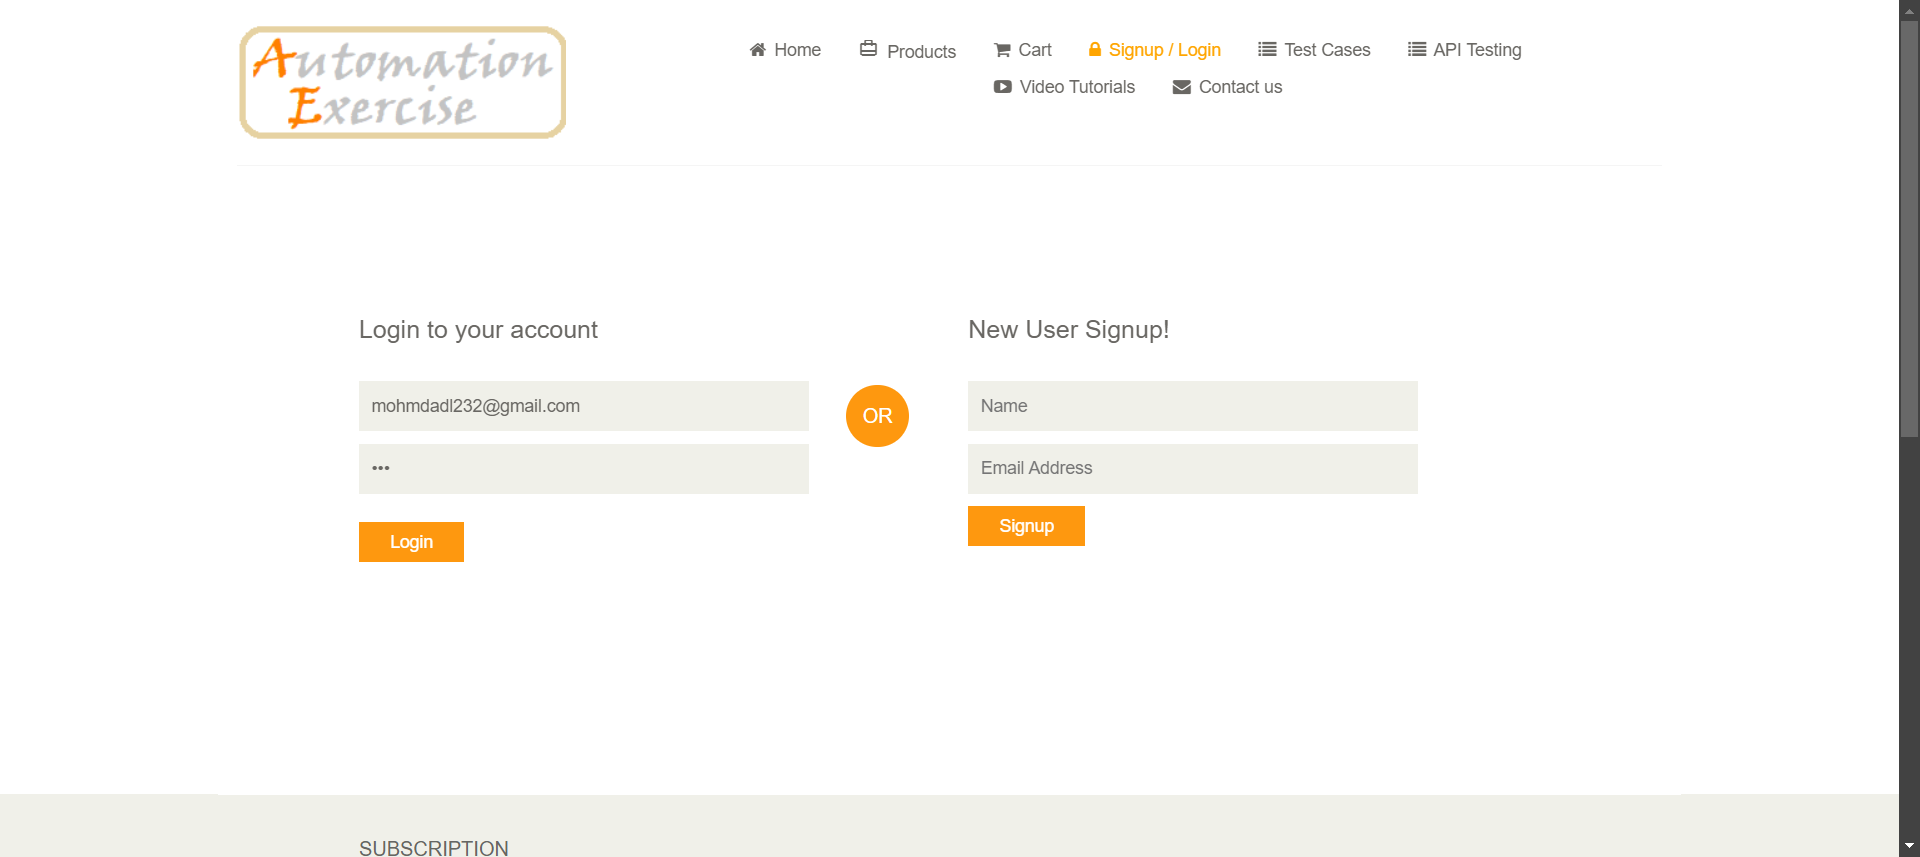 Automation
Exercise
Home
Products
Cart
Signup / Login
Test Cases
API Testing
Video Tutorials
Contact us
Login to your account
mohmdadl232@gmail.com
•••
Login
OR
New User Signup!
Name
Email Address
Signup
SUBSCRIPTION